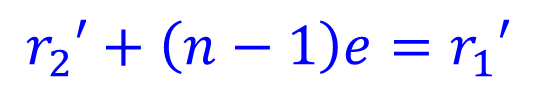 r₂′ + (n − 1)e = r₁′